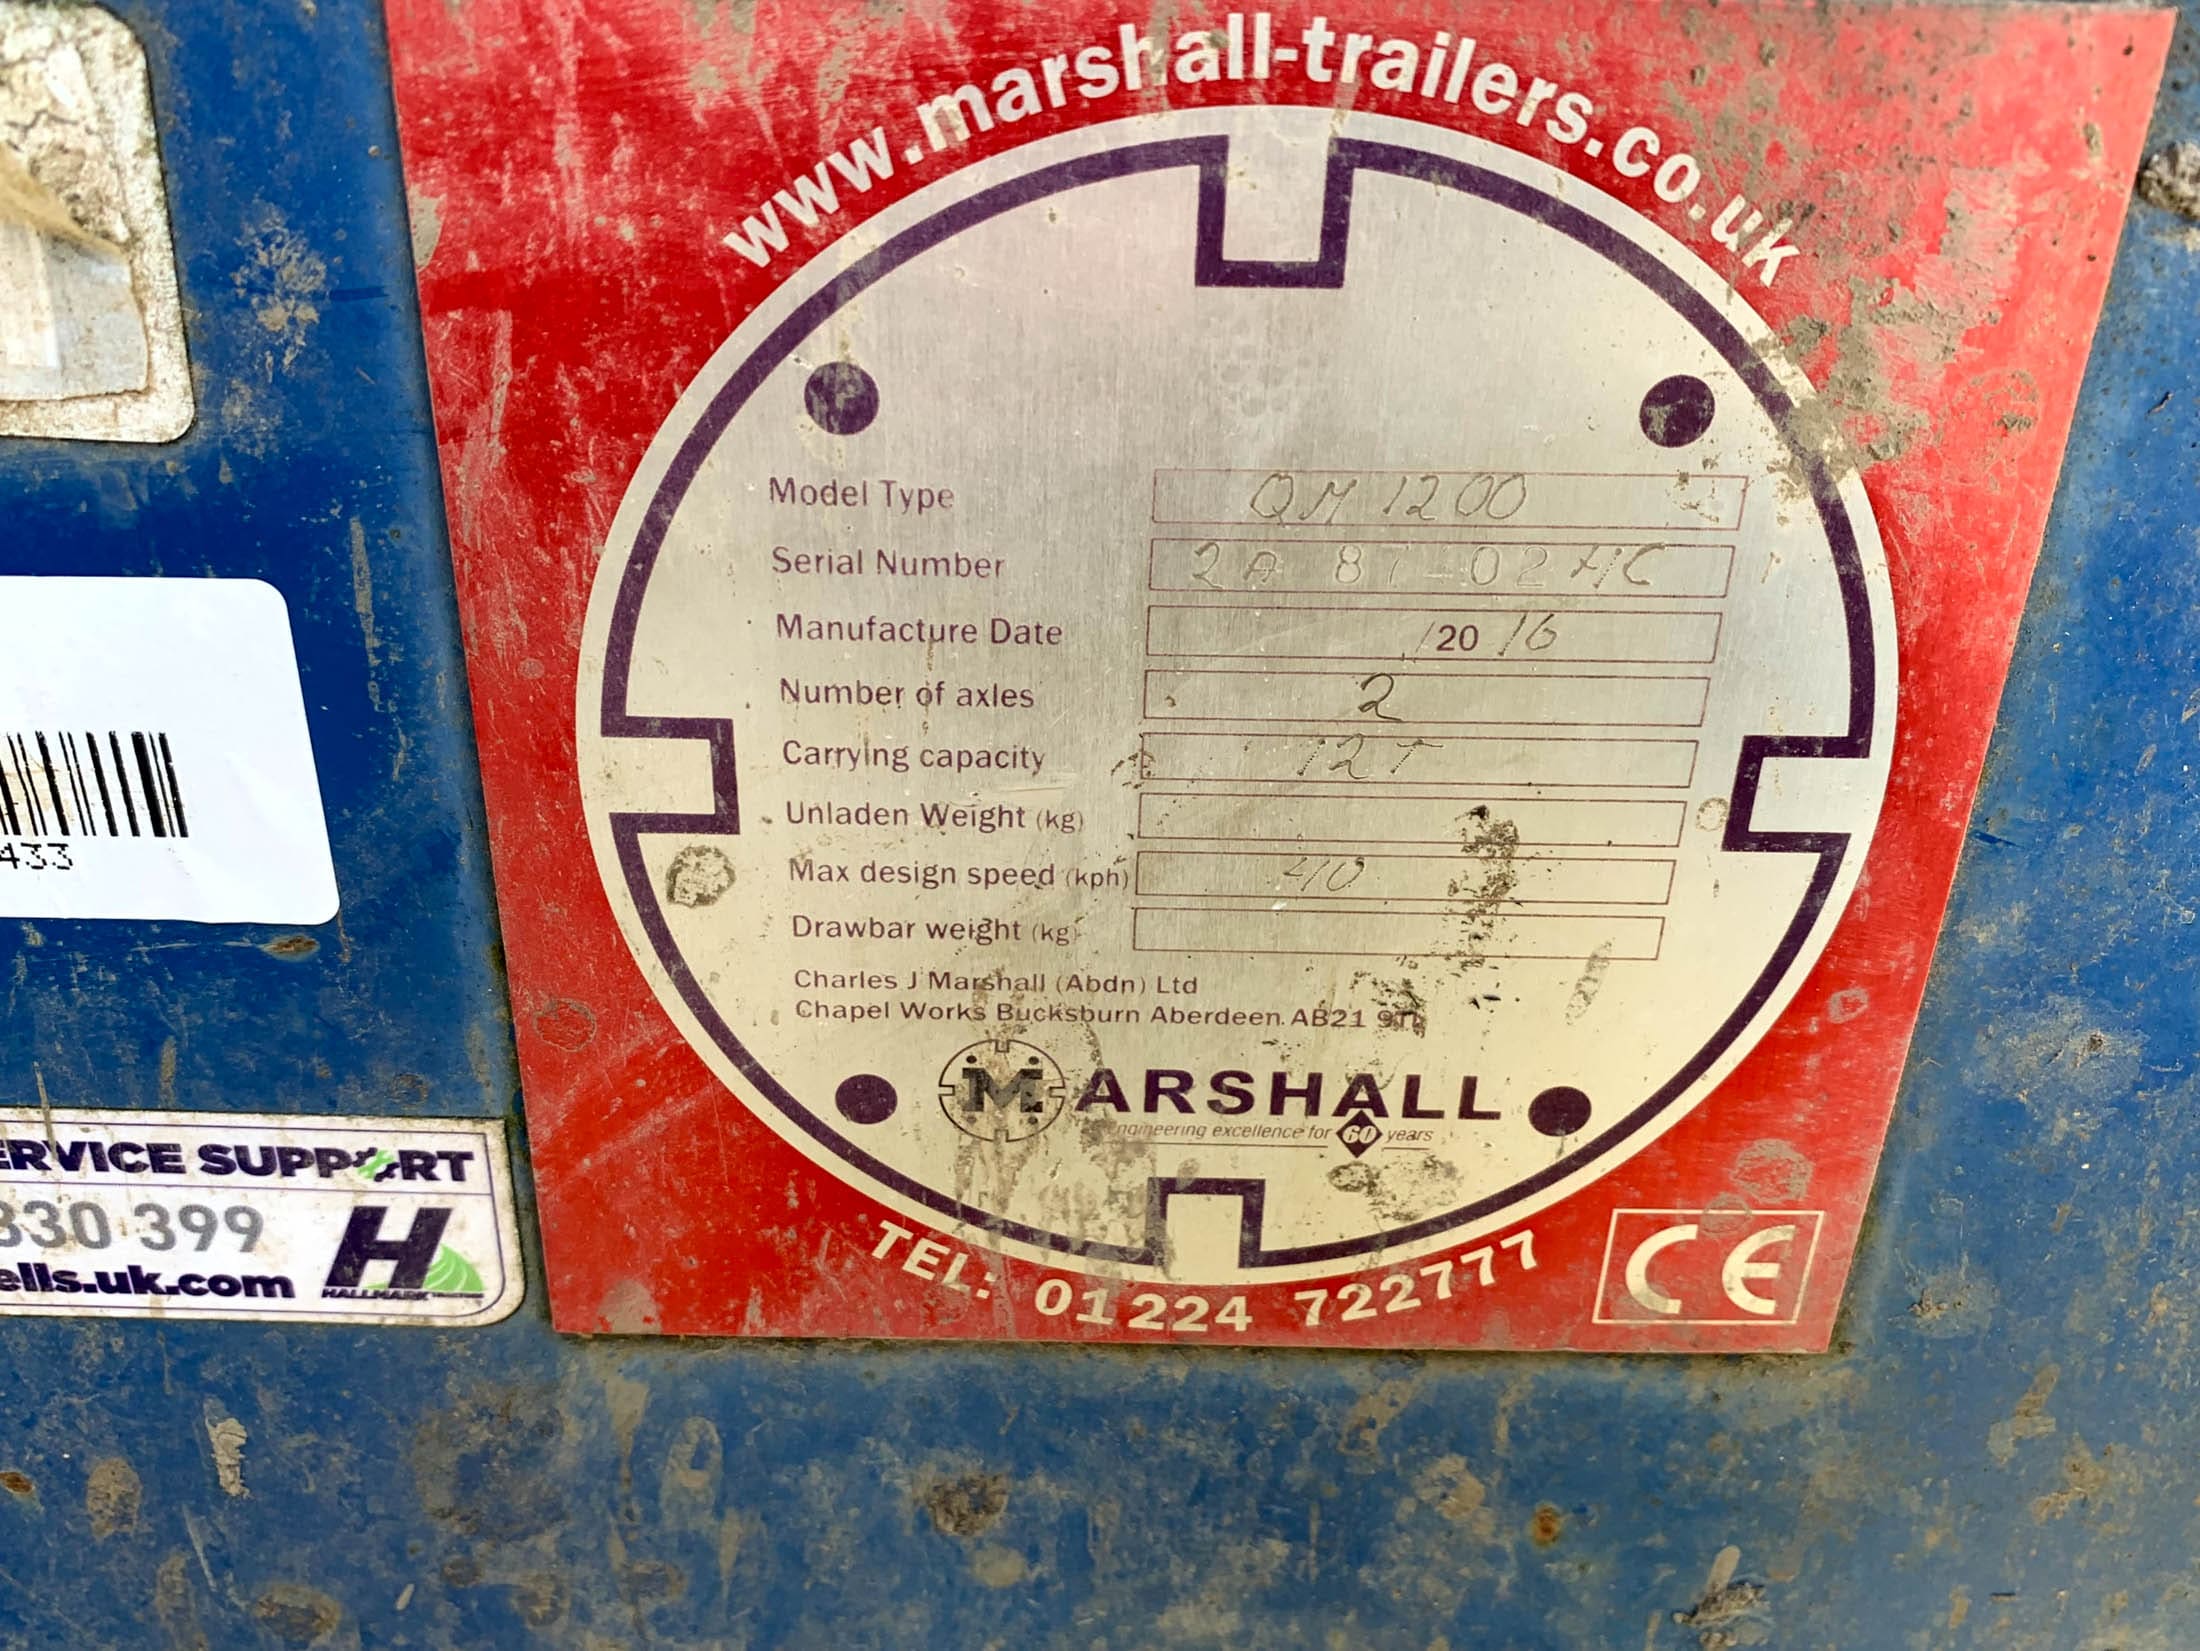 www.marshall-trailers.co.uk
Model Type QM 1200
Serial Number
Manufacture Date /20 16
Number of axles 2
Carrying capacity 12T
Unladen Weight (kg)
Max design speed (kph) 40
Drawbar weight (kg)
Charles J Marshall (Abdn) Ltd
Chapel Works Bucksburn Aberdeen AB21
MARSHALL
engineering excellence for 60 years
TEL: 01224 722777
CE
433
ERVICE SUPPORT
330 399
ells.uk.com
H
HALLMARK